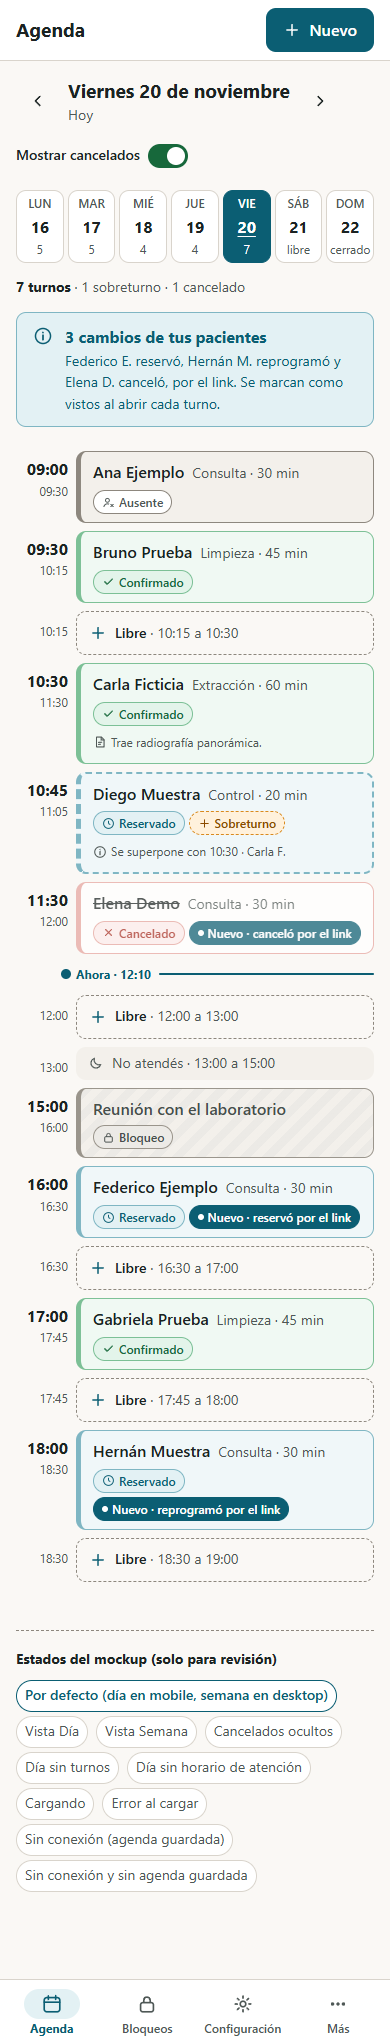 Agenda
Nuevo
Viernes 20 de noviembre
Hoy
Mostrar cancelados
LUN MAR MIÉ JUE VIE SÁB DOM
16 17 18 19 20 21 22
5 5 4 4 7 libre cerrado
7 turnos · 1 sobreturno · 1 cancelado
3 cambios de tus pacientes
Federico E. reservó, Hernán M. reprogramó y
Elena D. canceló, por el link. Se marcan como
vistos al abrir cada turno.
09:00 Ana Ejemplo Consulta · 30 min
09:30 Ausente
09:30 Bruno Prueba Limpieza · 45 min
10:15 Confirmado
10:15 Libre · 10:15 a 10:30
10:30 Carla Ficticia Extracción · 60 min
11:30 Confirmado
Trae radiografía panorámica.
10:45 Diego Muestra Control · 20 min
11:05 Reservado + Sobreturno
Se superpone con 10:30 · Carla F.
11:30 Elena Demo Consulta · 30 min
12:00 Cancelado Nuevo · canceló por el link
Ahora · 12:10
12:00 Libre · 12:00 a 13:00
13:00 No atendés · 13:00 a 15:00
15:00 Reunión con el laboratorio
16:00 Bloqueo
16:00 Federico Ejemplo Consulta · 30 min
16:30 Reservado Nuevo · reservó por el link
16:30 Libre · 16:30 a 17:00
17:00 Gabriela Prueba Limpieza · 45 min
17:45 Confirmado
17:45 Libre · 17:45 a 18:00
18:00 Hernán Muestra Consulta · 30 min
18:30 Reservado
Nuevo · reprogramó por el link
18:30 Libre · 18:30 a 19:00
Estados del mockup (solo para revisión)
Por defecto (día en mobile, semana en desktop)
Vista Día Vista Semana Cancelados ocultos
Día sin turnos Día sin horario de atención
Cargando Error al cargar
Sin conexión (agenda guardada)
Sin conexión y sin agenda guardada
Agenda Bloqueos Configuración Más